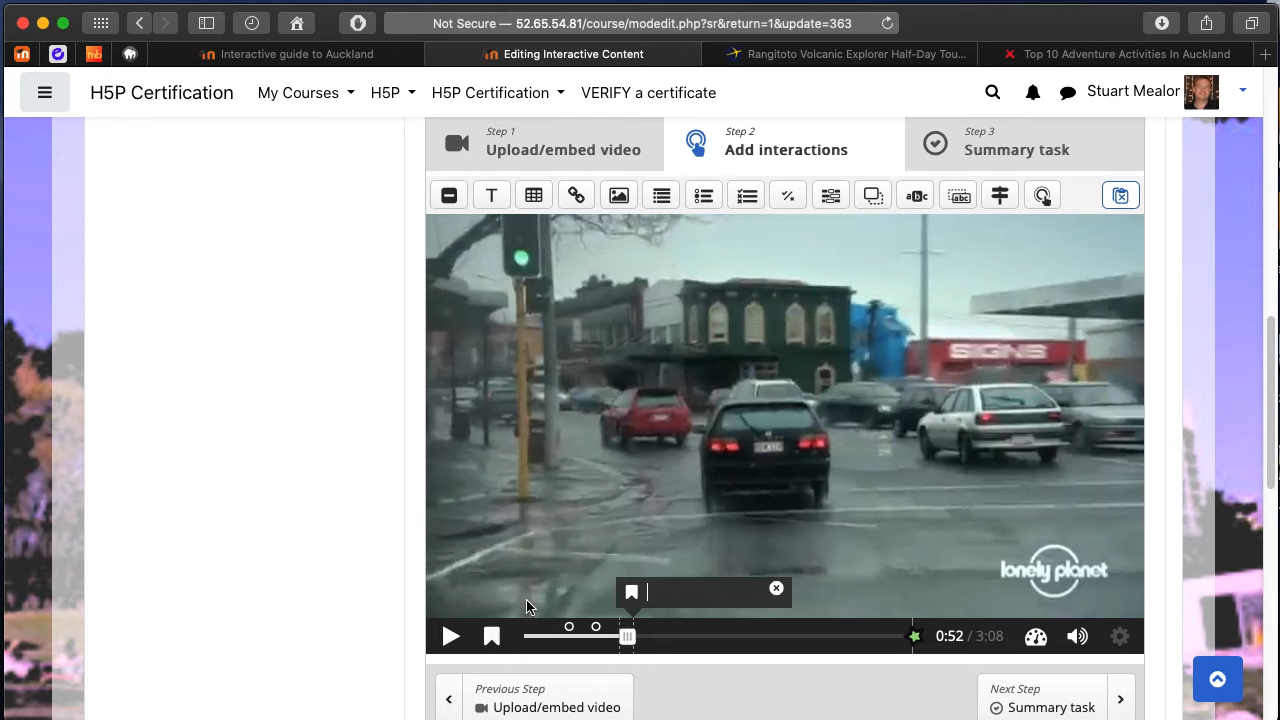 Not Secure — 52.65.54.81/course/modedit.php?sr&return=1&update=363
Interactive guide to Auckland
Editing Interactive Content
Rangitoto Volcanic Explorer Half-Day Tou...
Top 10 Adventure Activities In Auckland
H5P Certification
My Courses
H5P
H5P Certification
VERIFY a certificate
Stuart Mealor
Step 1
Upload/embed video
Step 2
Add interactions
Step 3
Summary task
T
abc
abc
SIGNS
lonely planet
0:52 / 3:08
Previous Step
Upload/embed video
Next Step
Summary task